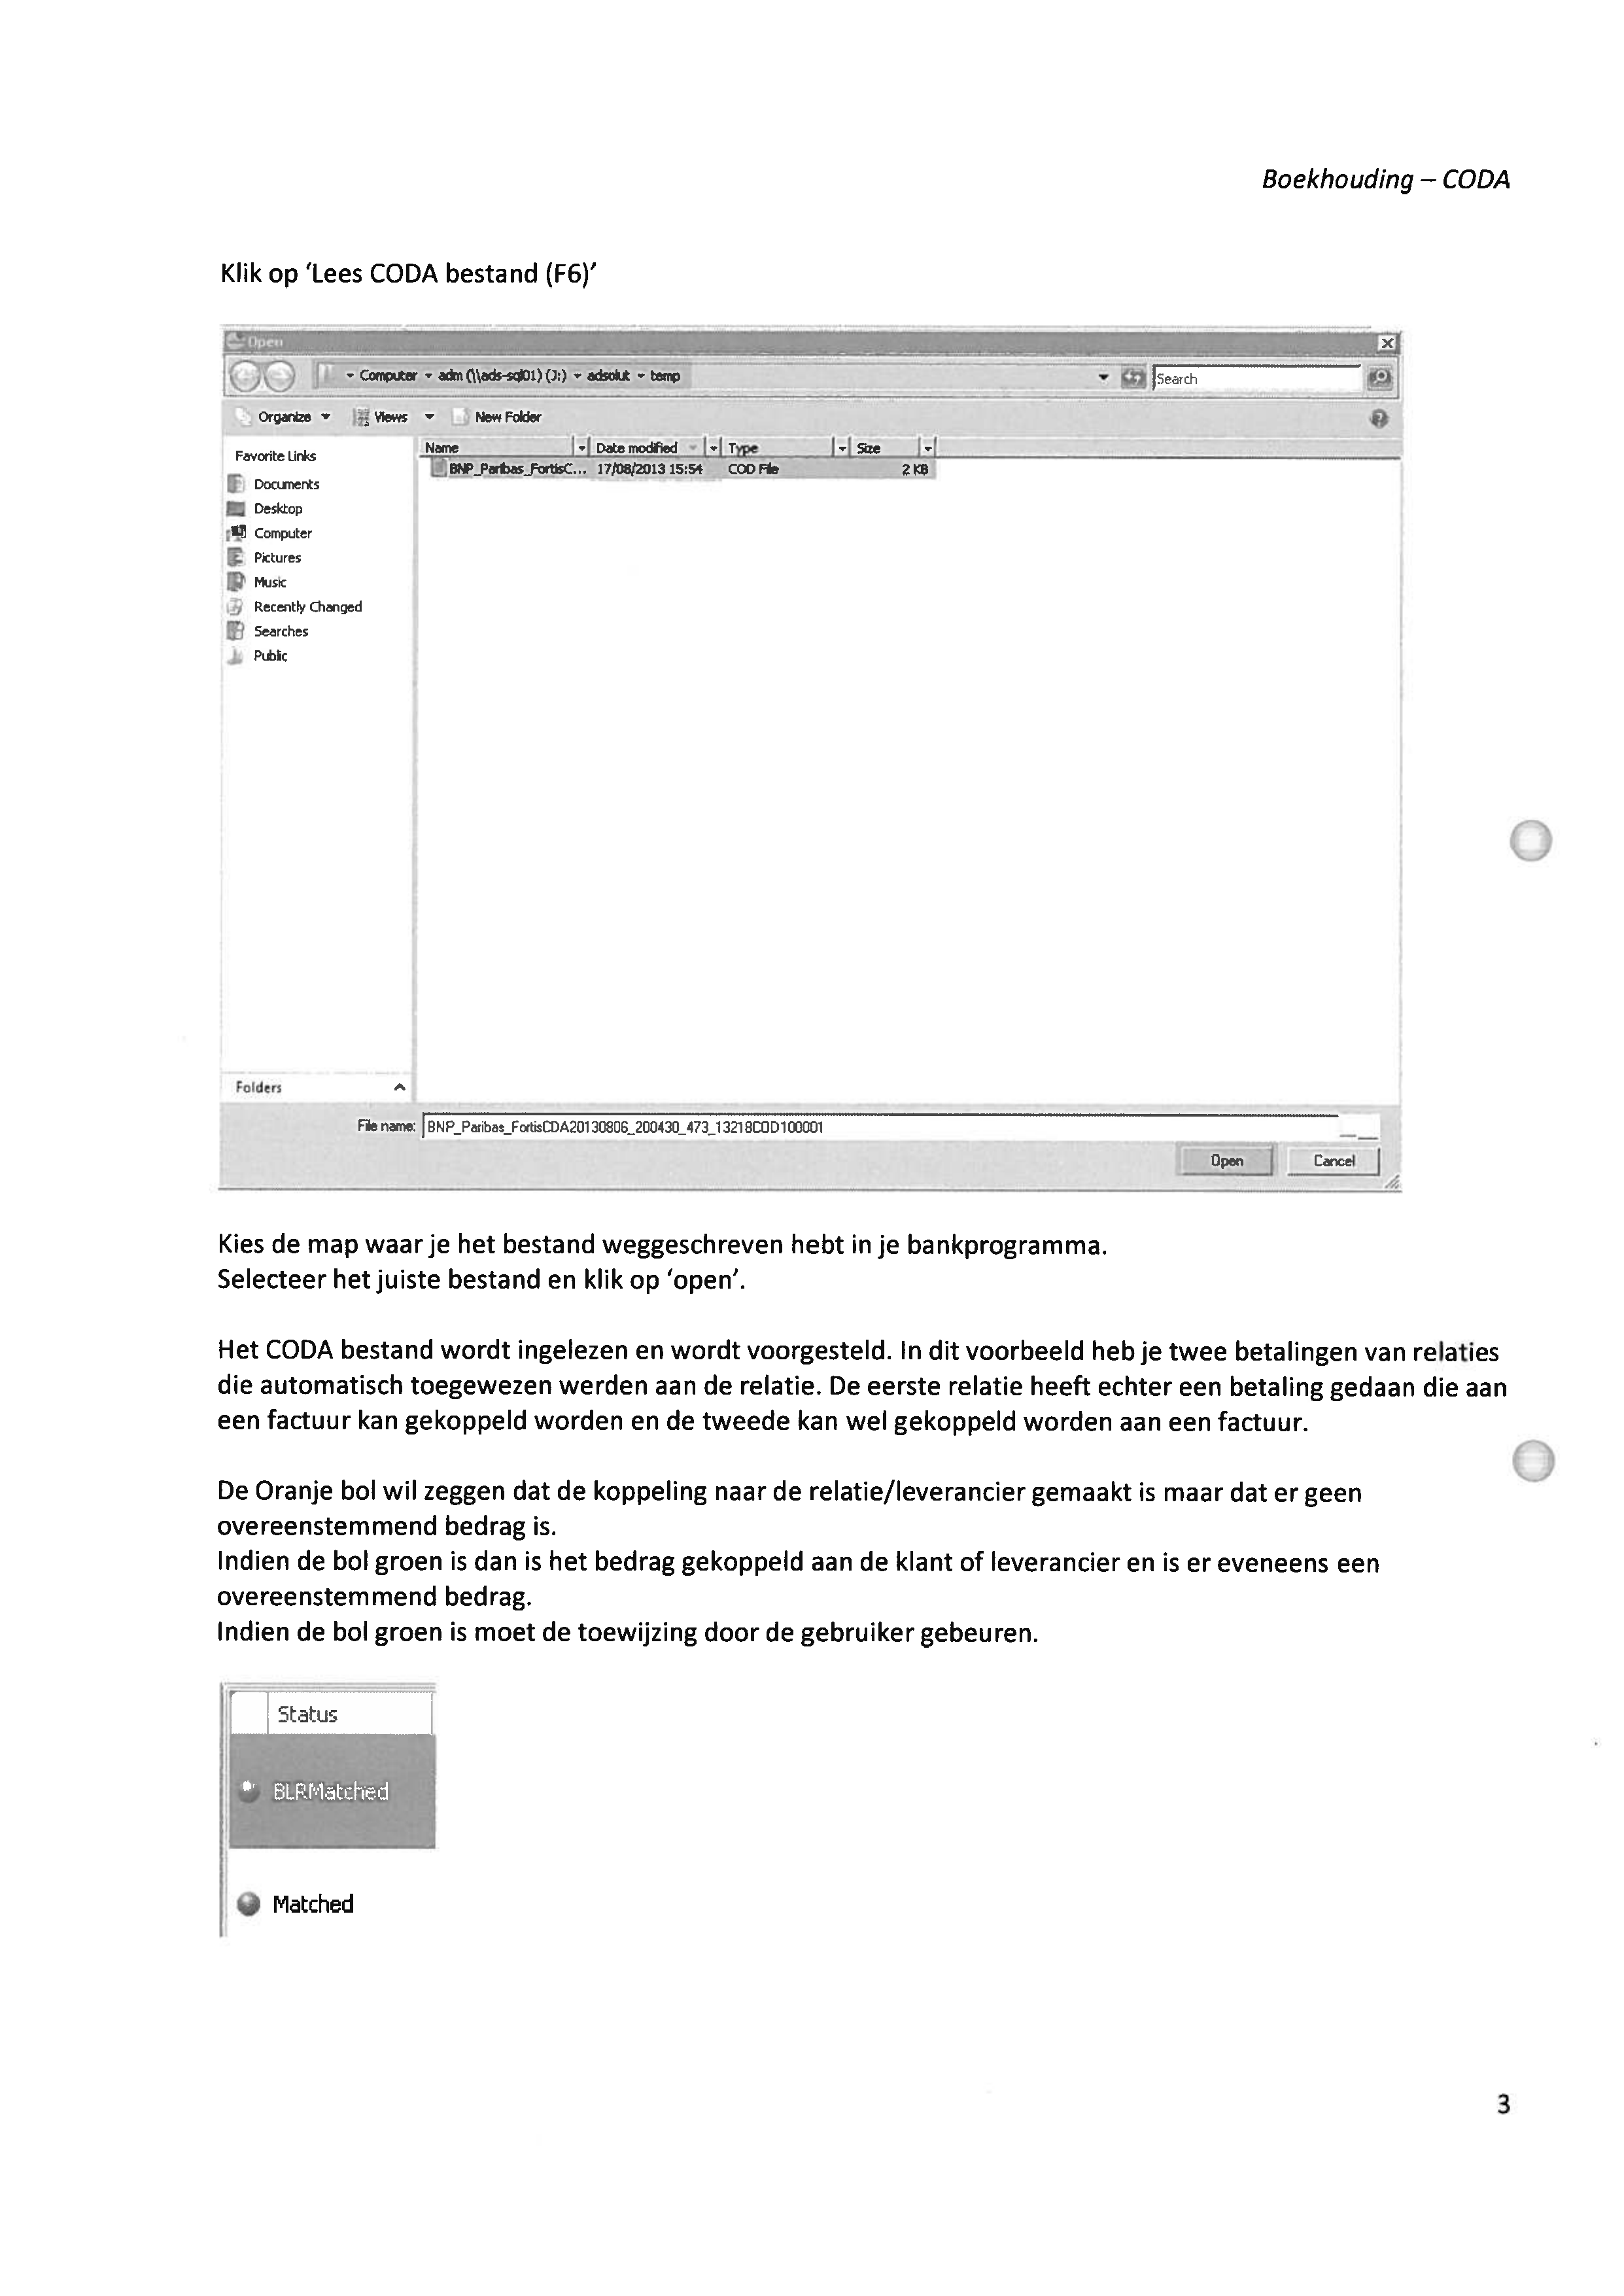 Boekhouding – CODA
Klik op ‘Lees CODA bestand (F6)’
Open
Computer adm (\\ads-sql01) (J:) adsolut temp
Search
Organize Views New Folder
Favorite Links
Name Date modified Type Size
BNP_Paribas_FortisC... 17/08/2013 15:54 COD File 2 KB
Documents
Desktop
Computer
Pictures
Music
Recently Changed
Searches
Public
Folders
File name: BNP_Paribas_FortisCDA20130806_200430_473_13218COD100001
Open Cancel
Kies de map waar je het bestand weggeschreven hebt in je bankprogramma.
Selecteer het juiste bestand en klik op ‘open’.
Het CODA bestand wordt ingelezen en wordt voorgesteld. In dit voorbeeld heb je twee betalingen van relaties
die automatisch toegewezen werden aan de relatie. De eerste relatie heeft echter een betaling gedaan die aan
een factuur kan gekoppeld worden en de tweede kan wel gekoppeld worden aan een factuur.
De Oranje bol wil zeggen dat de koppeling naar de relatie/leverancier gemaakt is maar dat er geen
overeenstemmend bedrag is.
Indien de bol groen is dan is het bedrag gekoppeld aan de klant of leverancier en is er eveneens een
overeenstemmend bedrag.
Indien de bol groen is moet de toewijzing door de gebruiker gebeuren.
Status
BLRMatched
Matched
3